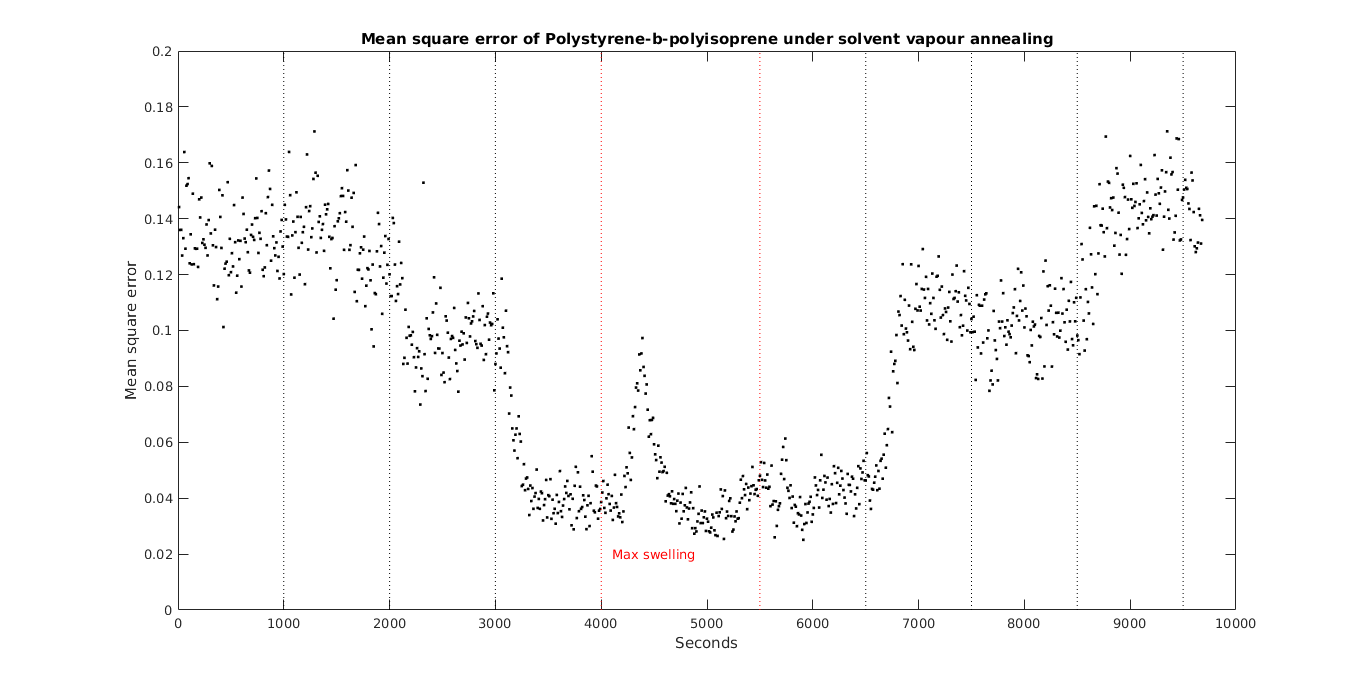 Mean square error of Polystyrene-b-polyisoprene under solvent vapour annealing
0.2
0.18
0.16
0.14
0.12
0.1
0.08
0.06
0.04
0.02
0
Mean square error
Max swelling
0 1000 2000 3000 4000 5000 6000 7000 8000 9000 10000
Seconds